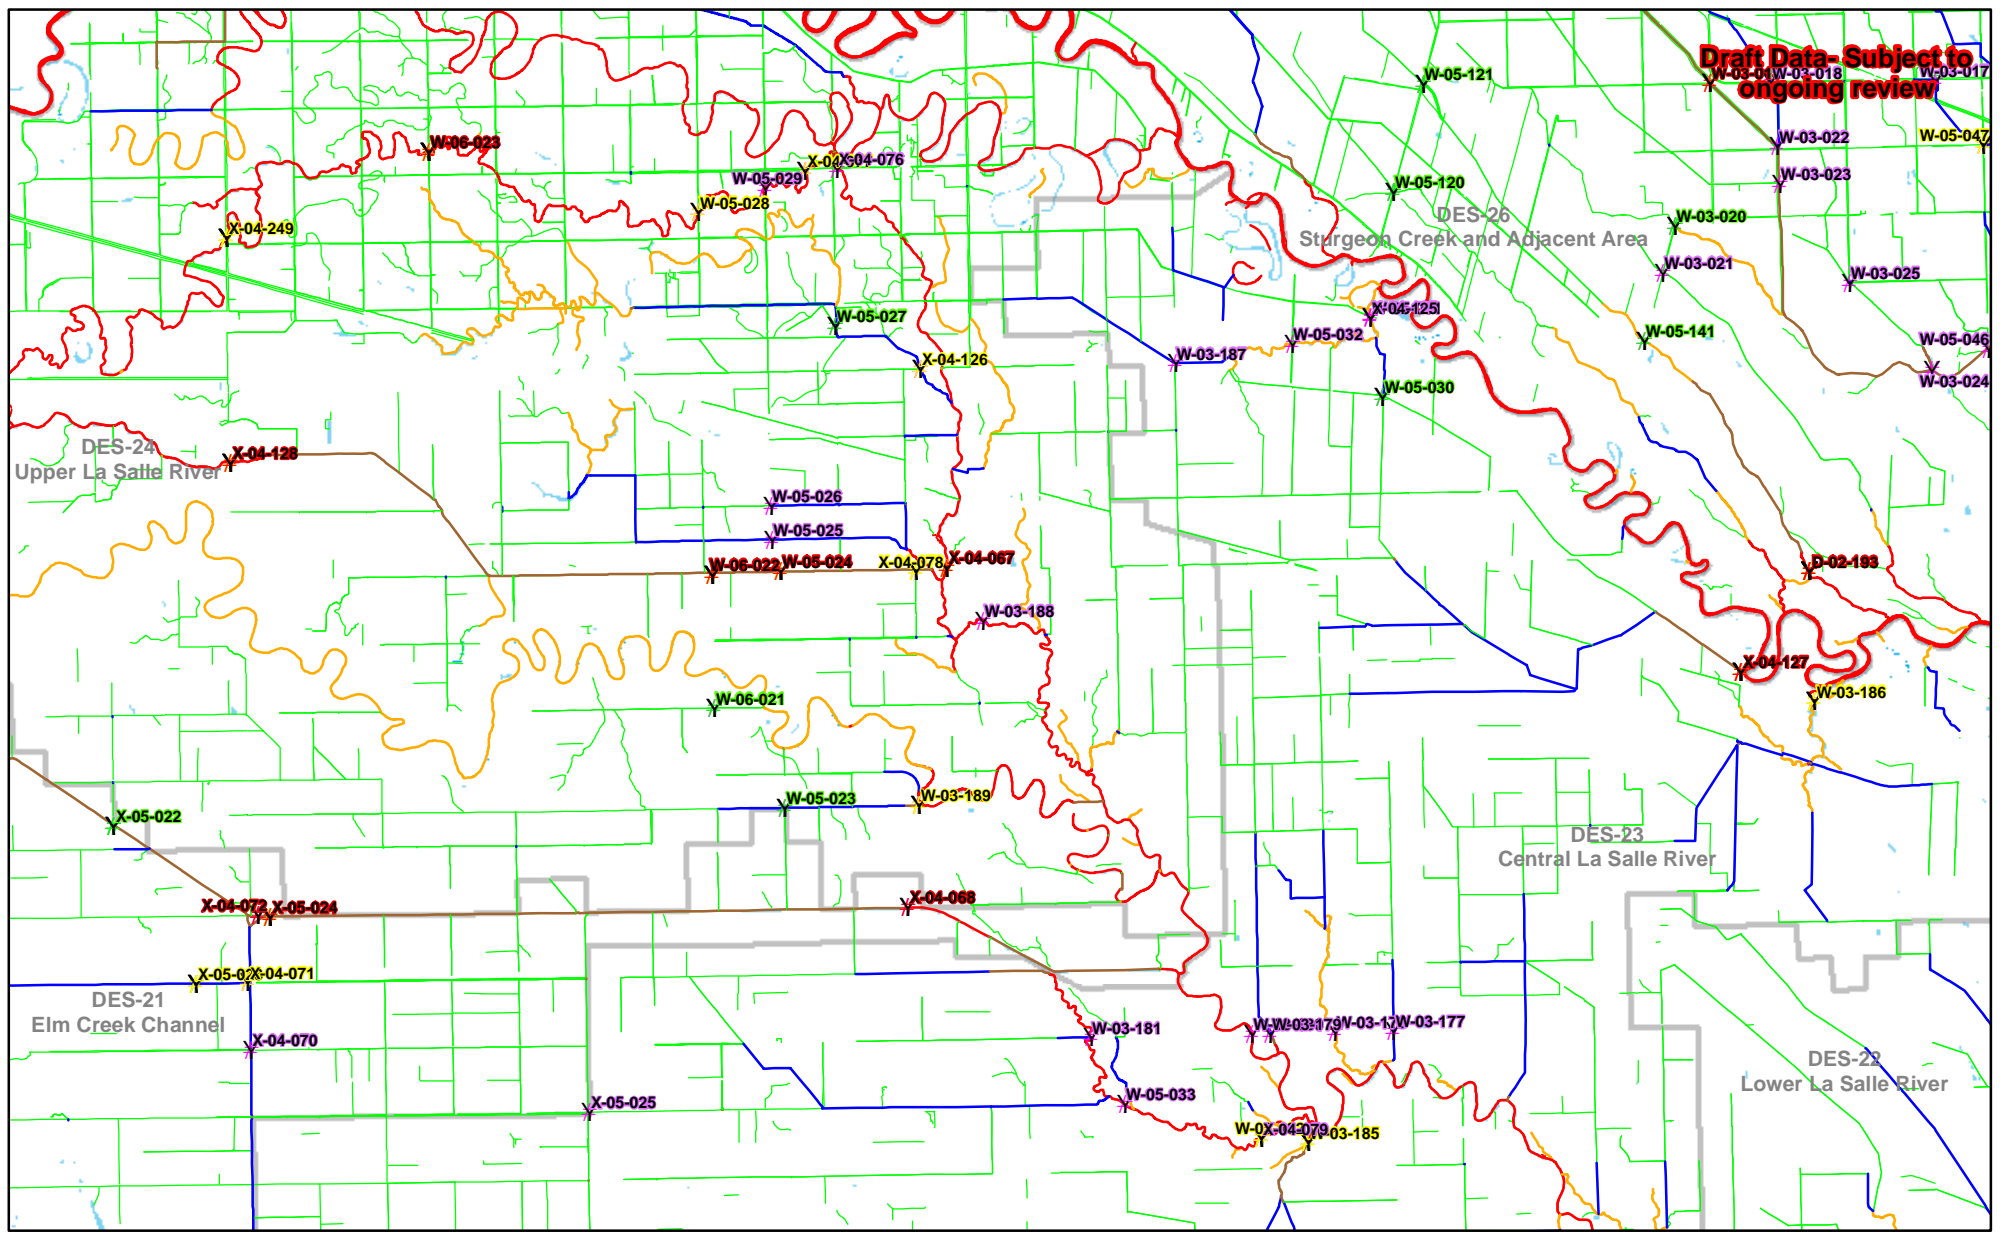 Draft Data- Subject to
ongoing review
W-05-121
W-03-018
W-03-017
W-06-023
W-03-022
W-05-047
X-04-076
W-05-029
W-03-023
W-05-120
W-05-028
DES-26
Sturgeon Creek and Adjacent Area
W-03-020
X-04-249
W-03-021
W-03-025
X-04-125
W-05-027
W-05-032
W-05-141
W-05-046
W-03-187
X-04-126
W-03-024
W-05-030
DES-24
Upper La Salle River
X-04-128
W-05-026
W-05-025
W-06-022
W-05-024
X-04-078
X-04-067
D-02-193
W-03-188
X-04-127
W-03-186
W-06-021
W-05-023
W-03-189
X-05-022
DES-23
Central La Salle River
X-04-072
X-05-024
X-04-068
X-04-071
DES-21
Elm Creek Channel
X-04-070
W-03-181
W-03-179
W-03-177
DES-22
Lower La Salle River
X-05-025
W-05-033
X-04-079
W-03-185